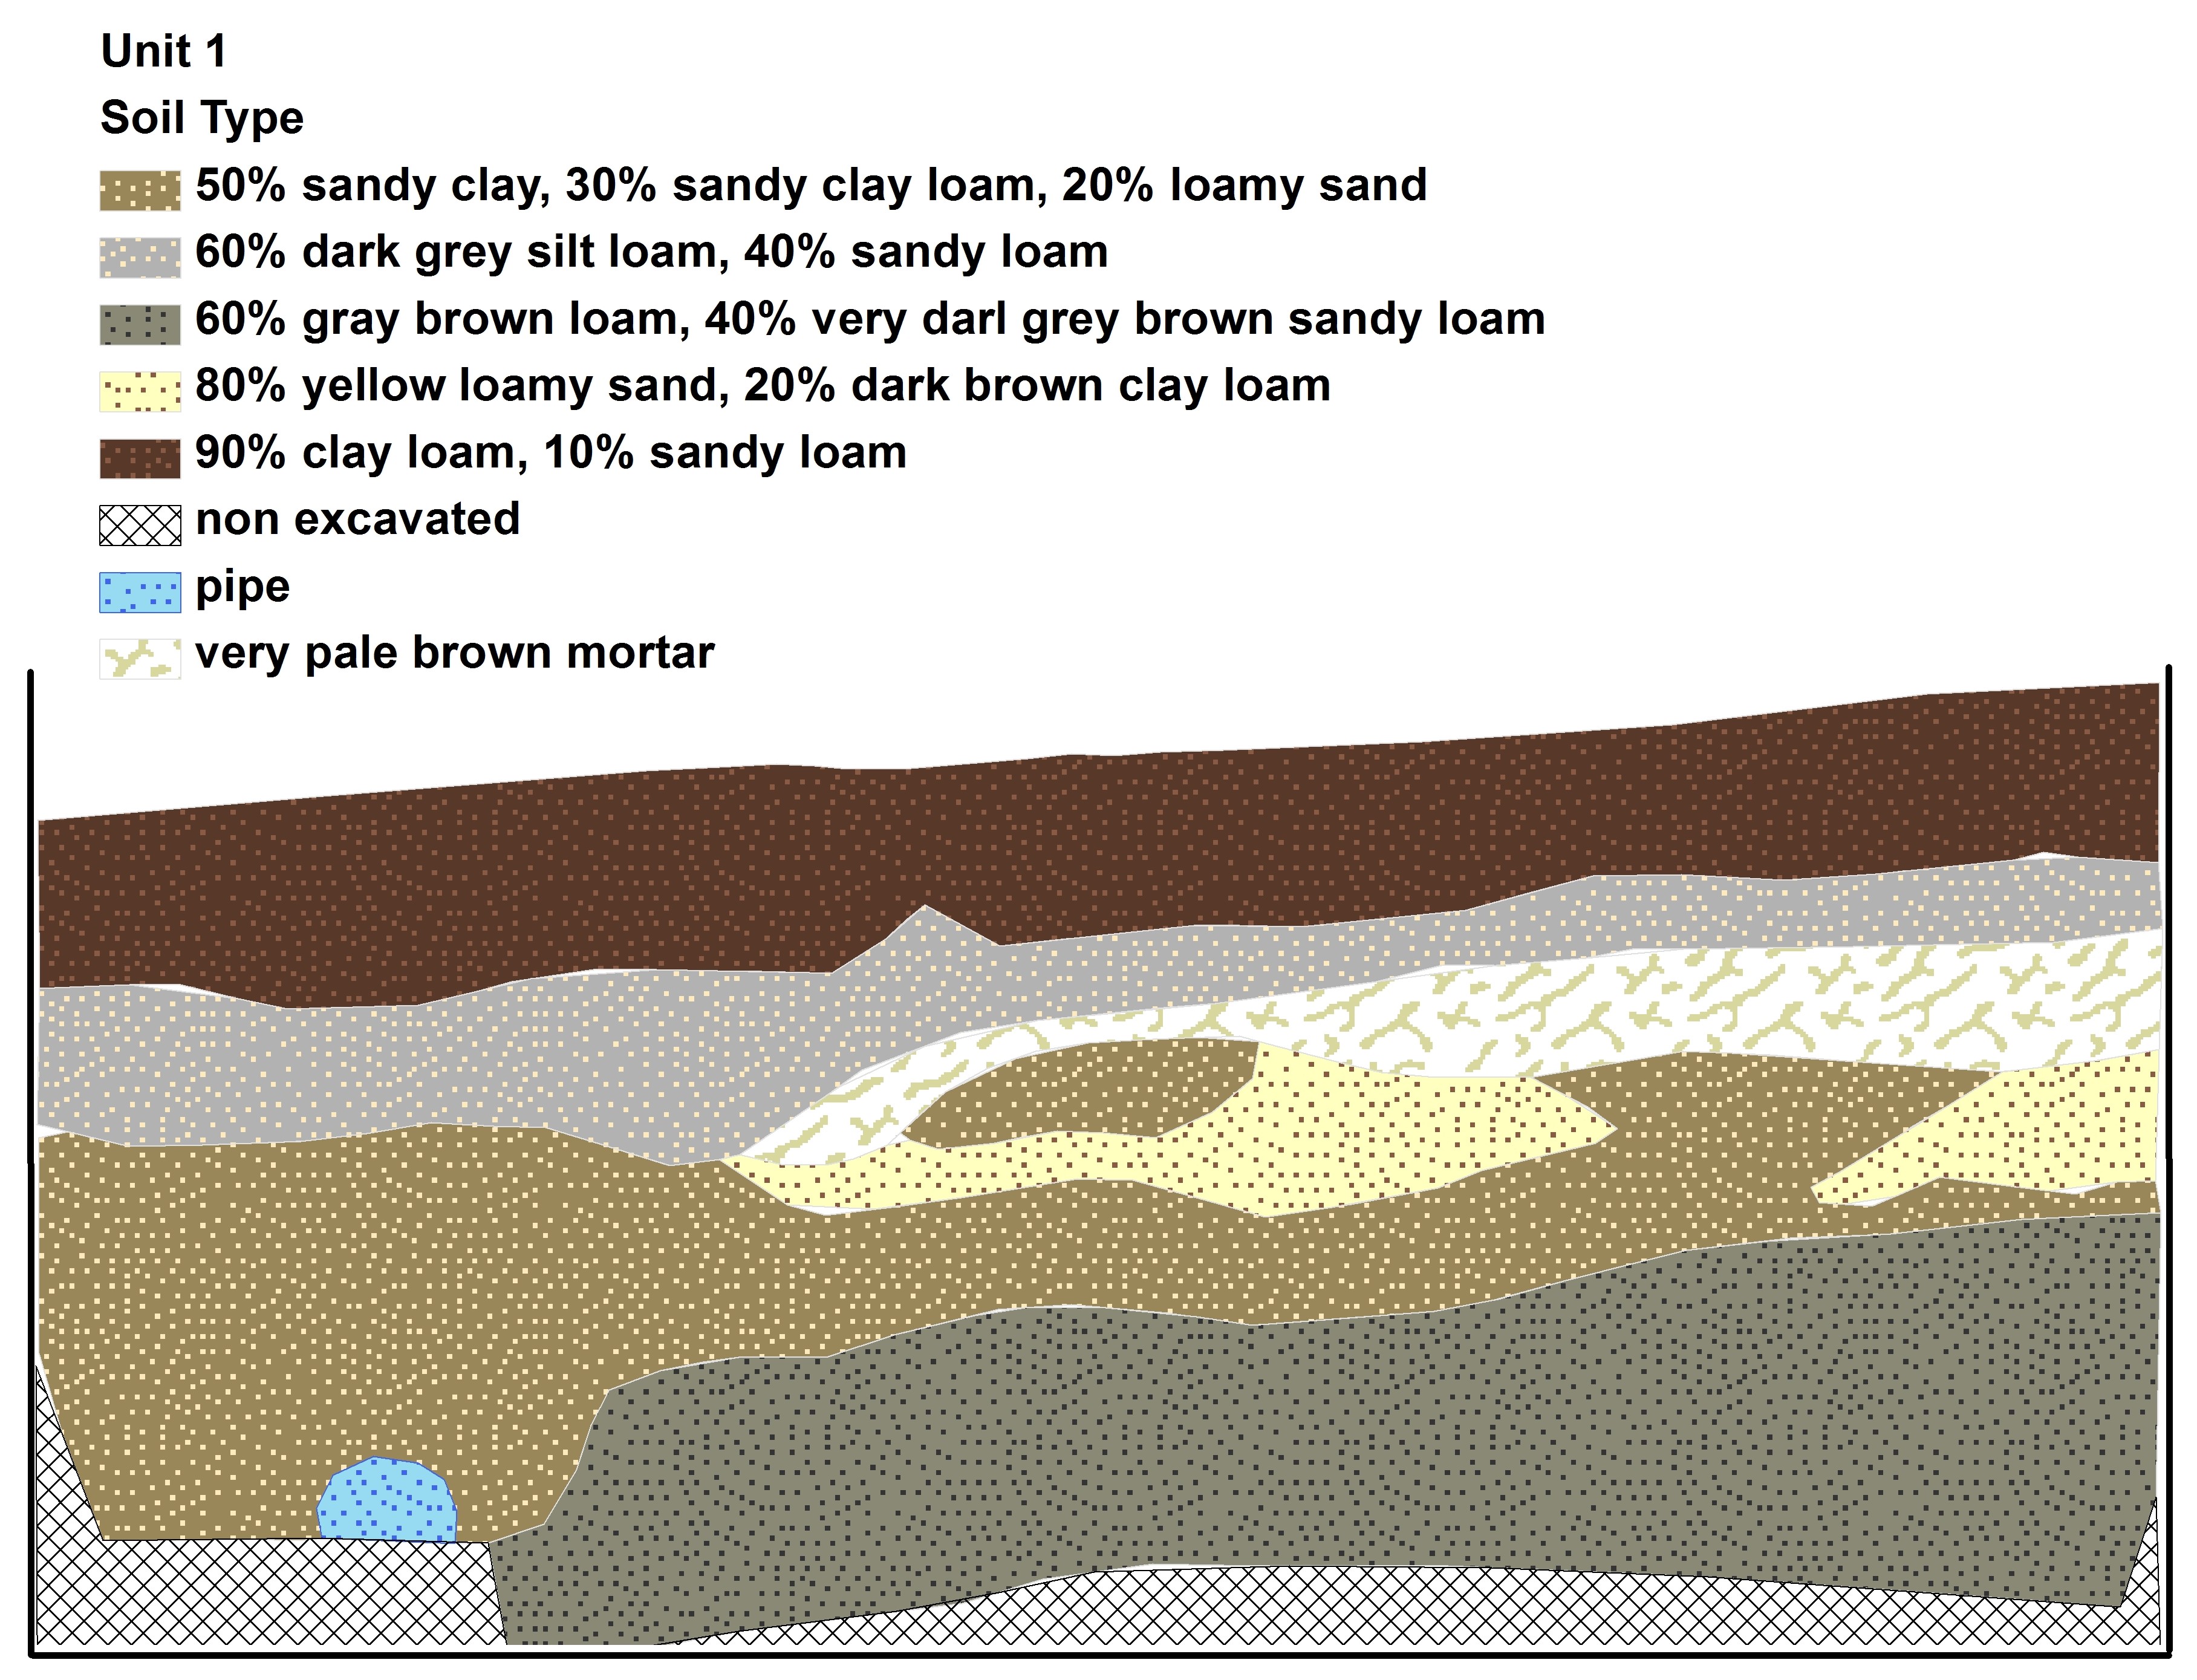 Unit 1
Soil Type
50% sandy clay, 30% sandy clay loam, 20% loamy sand
60% dark grey silt loam, 40% sandy loam
60% gray brown loam, 40% very darl grey brown sandy loam
80% yellow loamy sand, 20% dark brown clay loam
90% clay loam, 10% sandy loam
non excavated
pipe
very pale brown mortar